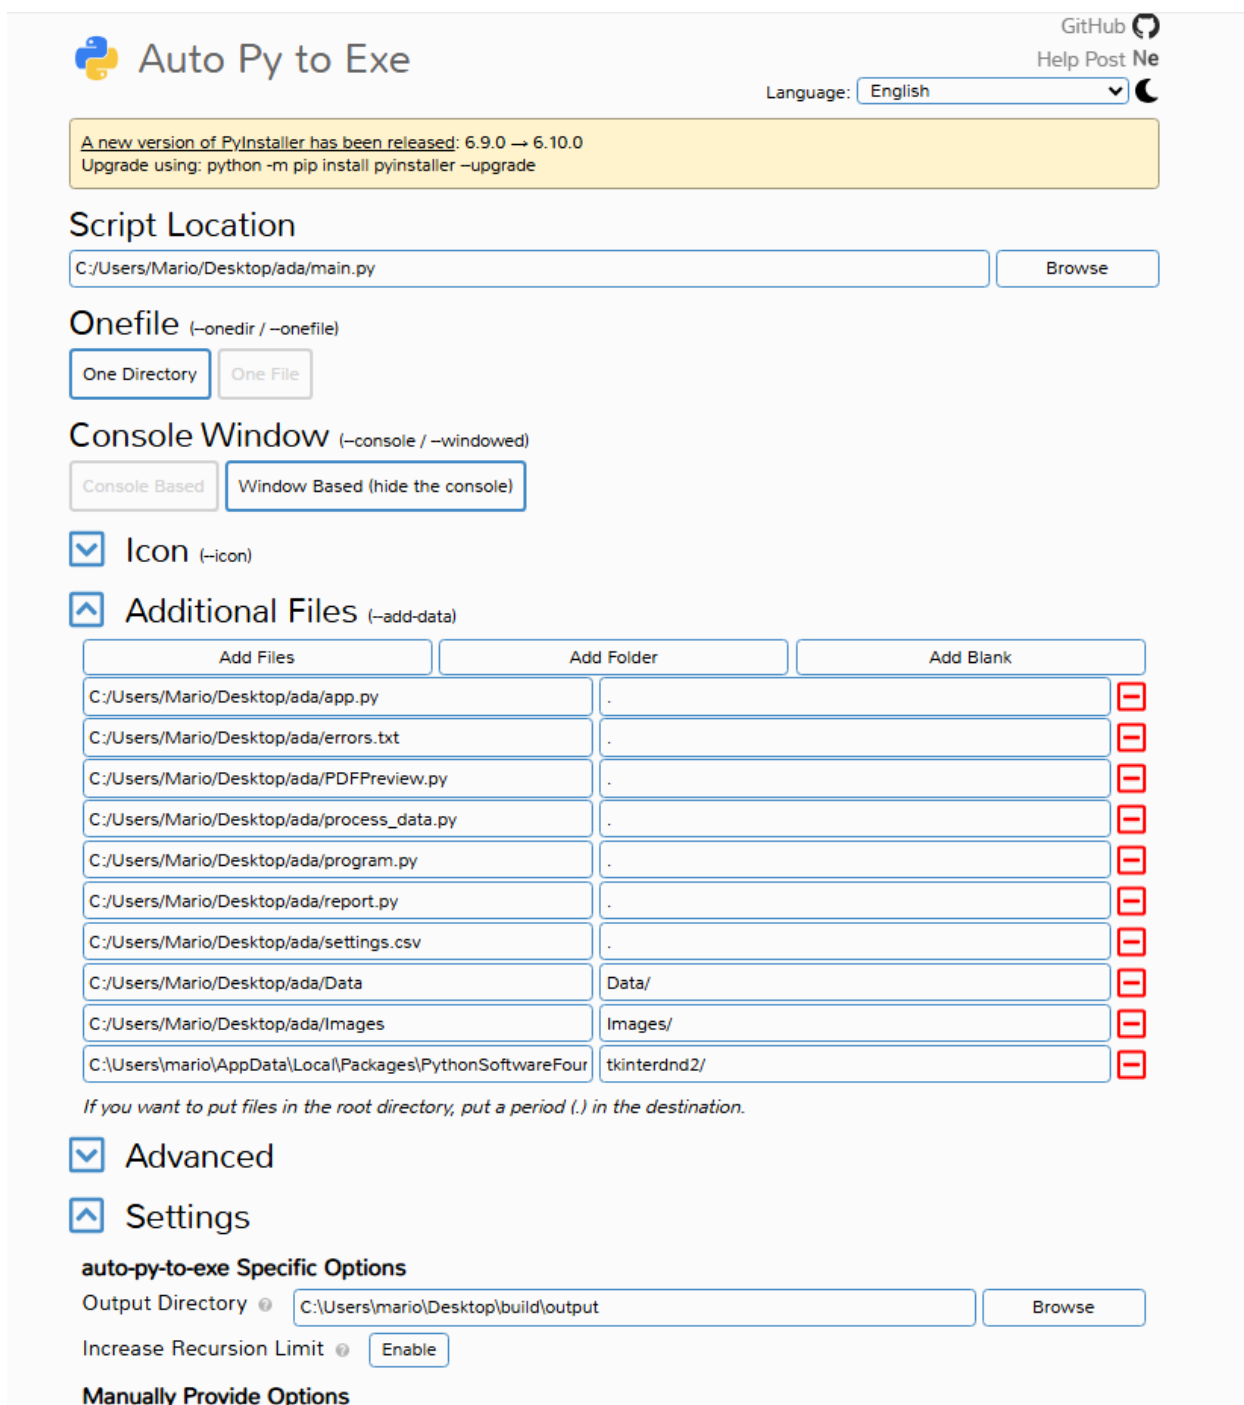 GitHub
Auto Py to Exe
Help Post Ne
Language: English
A new version of PyInstaller has been released: 6.9.0 → 6.10.0
Upgrade using: python -m pip install pyinstaller --upgrade
Script Location
C:/Users/Mario/Desktop/ada/main.py Browse
Onefile (--onedir / --onefile)
One Directory One File
Console Window (--console / --windowed)
Console Based Window Based (hide the console)
Icon (--icon)
Additional Files (--add-data)
Add Files Add Folder Add Blank
C:/Users/Mario/Desktop/ada/app.py .
C:/Users/Mario/Desktop/ada/errors.txt .
C:/Users/Mario/Desktop/ada/PDFPreview.py .
C:/Users/Mario/Desktop/ada/process_data.py .
C:/Users/Mario/Desktop/ada/program.py .
C:/Users/Mario/Desktop/ada/report.py .
C:/Users/Mario/Desktop/ada/settings.csv .
C:/Users/Mario/Desktop/ada/Data Data/
C:/Users/Mario/Desktop/ada/Images Images/
C:\Users\mario\AppData\Local\Packages\PythonSoftwareFour tkinterdnd2/
If you want to put files in the root directory, put a period (.) in the destination.
Advanced
Settings
auto-py-to-exe Specific Options
Output Directory ? C:\Users\mario\Desktop\build\output Browse
Increase Recursion Limit ? Enable
Manually Provide Options